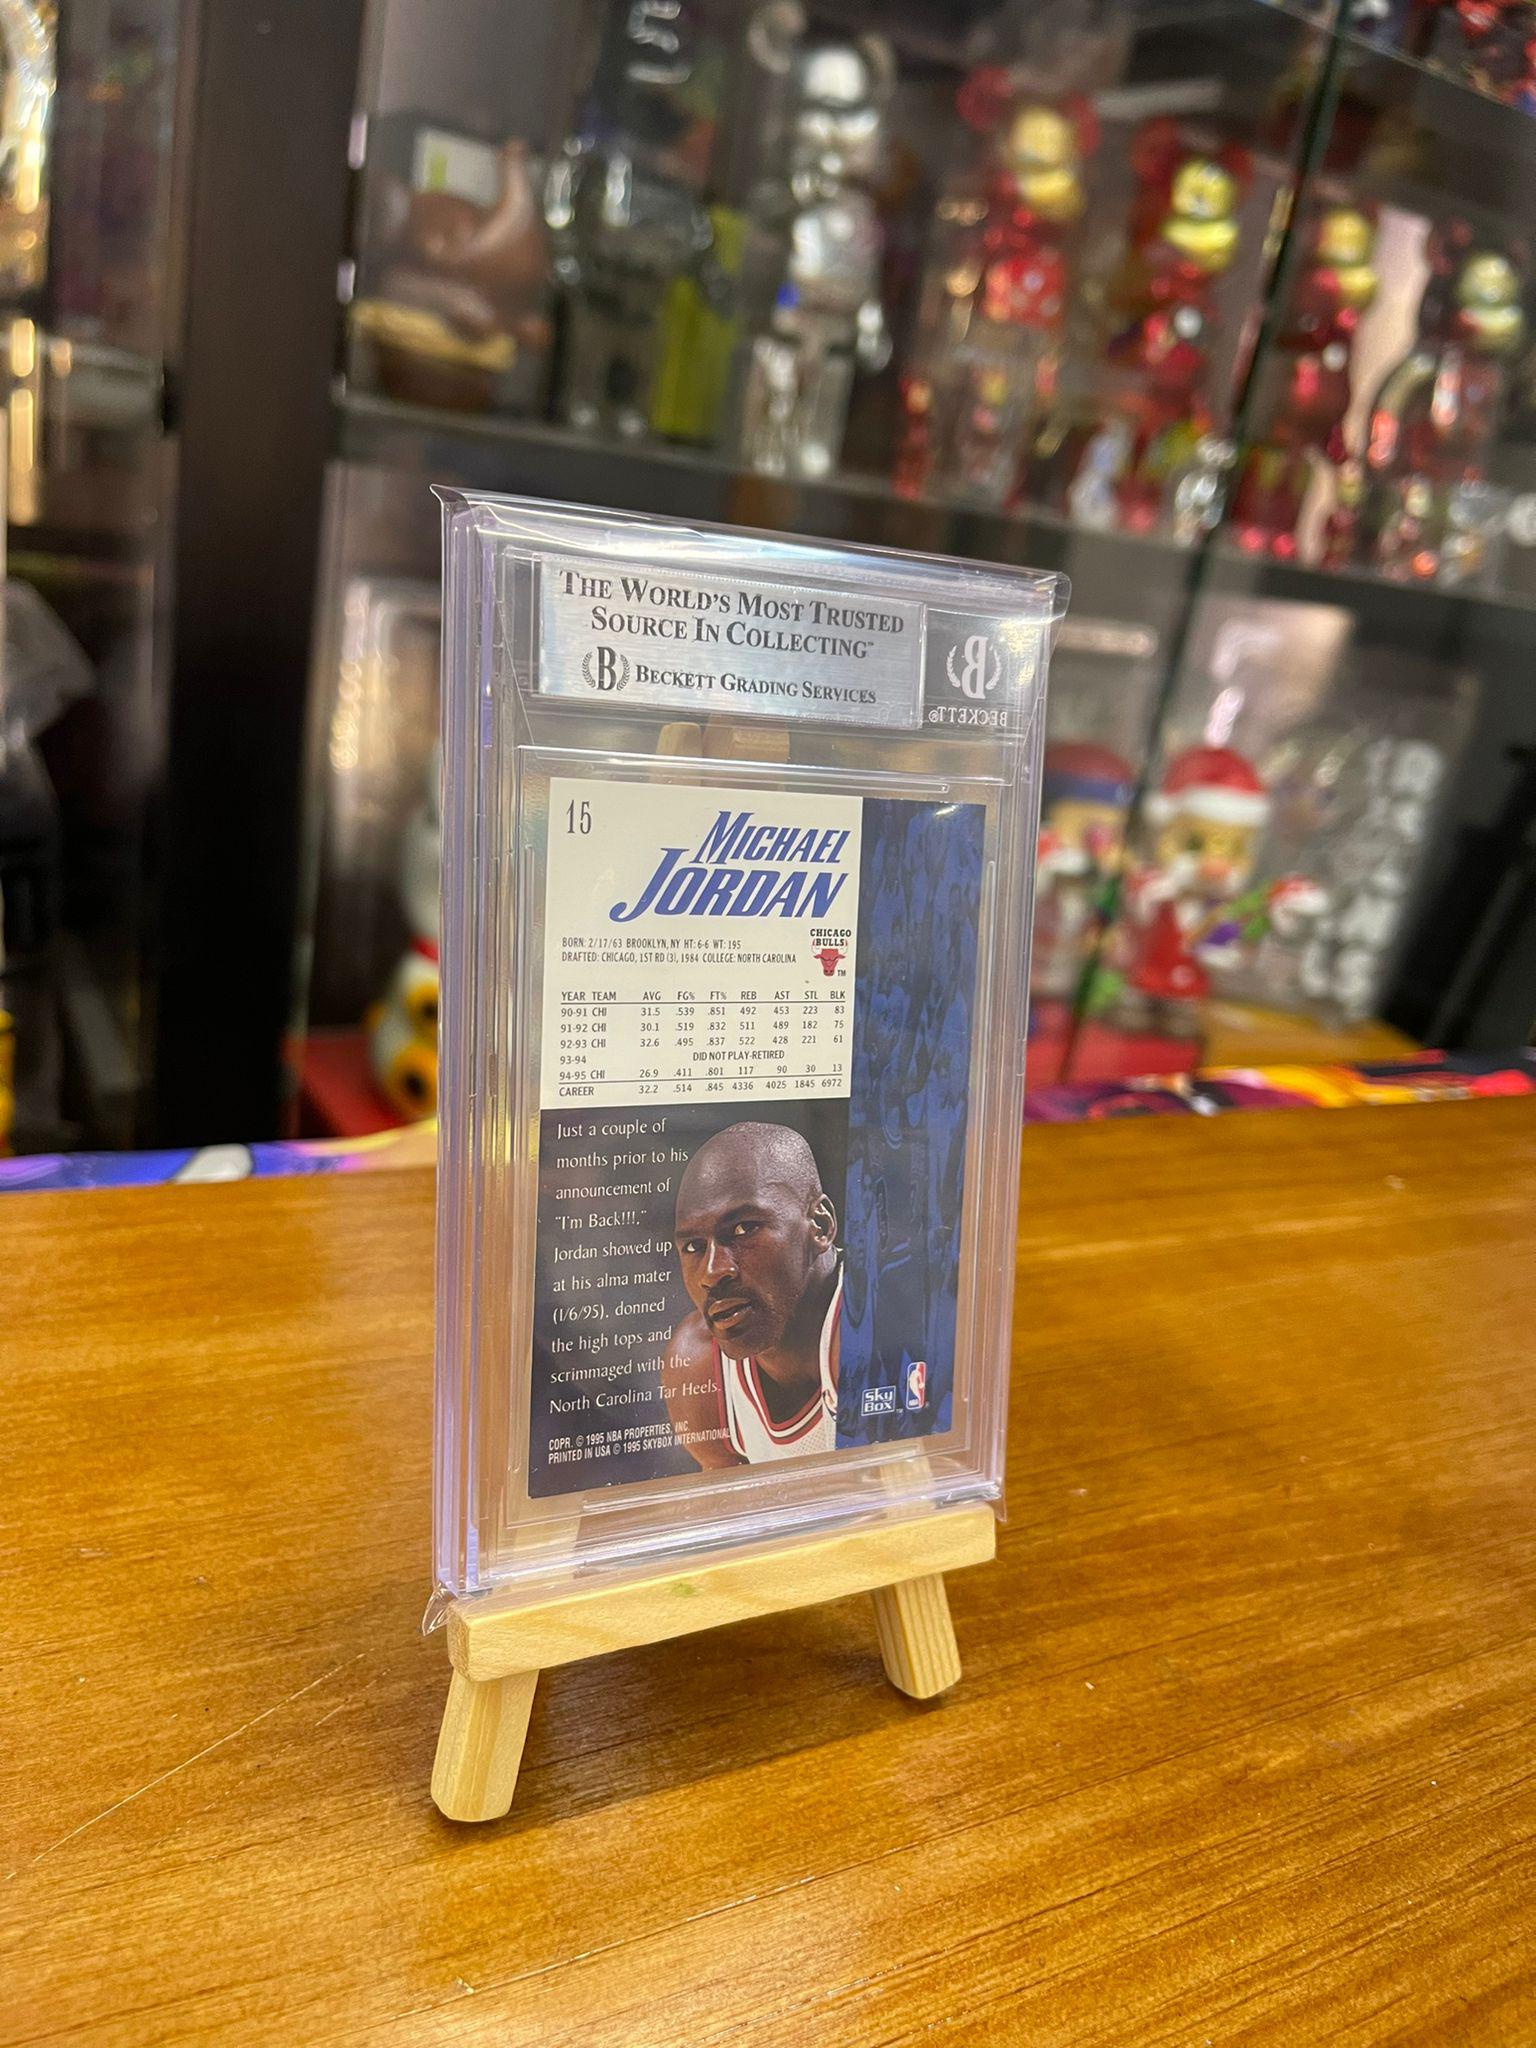 THE WORLD'S MOST TRUSTED
SOURCE IN COLLECTING™
B BECKETT GRADING SERVICES
B
BECKETT®
15
MICHAEL
JORDAN
BORN: 2/17/63 BROOKLYN, NY HT: 6-6 WT: 195
DRAFTED: CHICAGO, 1ST RD (3), 1984 COLLEGE: NORTH CAROLINA
CHICAGO
BULLS
TM
YEAR TEAM AVG FG% FT% REB AST STL BLK
90-91 CHI 31.5 .539 .851 492 453 223 83
91-92 CHI 30.1 .519 .832 511 489 182 75
92-93 CHI 32.6 .495 .837 522 428 221 61
93-94 DID NOT PLAY-RETIRED
94-95 CHI 26.9 .411 .801 117 90 30 13
CAREER 32.2 .514 .845 4336 4025 1845 6972
Just a couple of
months prior to his
announcement of
"I'm Back!!!,"
Jordan showed up
at his alma mater
(1/6/95), donned
the high tops and
scrimmaged with the
North Carolina Tar Heels.
COPR. © 1995 NBA PROPERTIES, INC.
PRINTED IN USA © 1995 SKYBOX INTERNATIONAL
SkyBox™
NBA